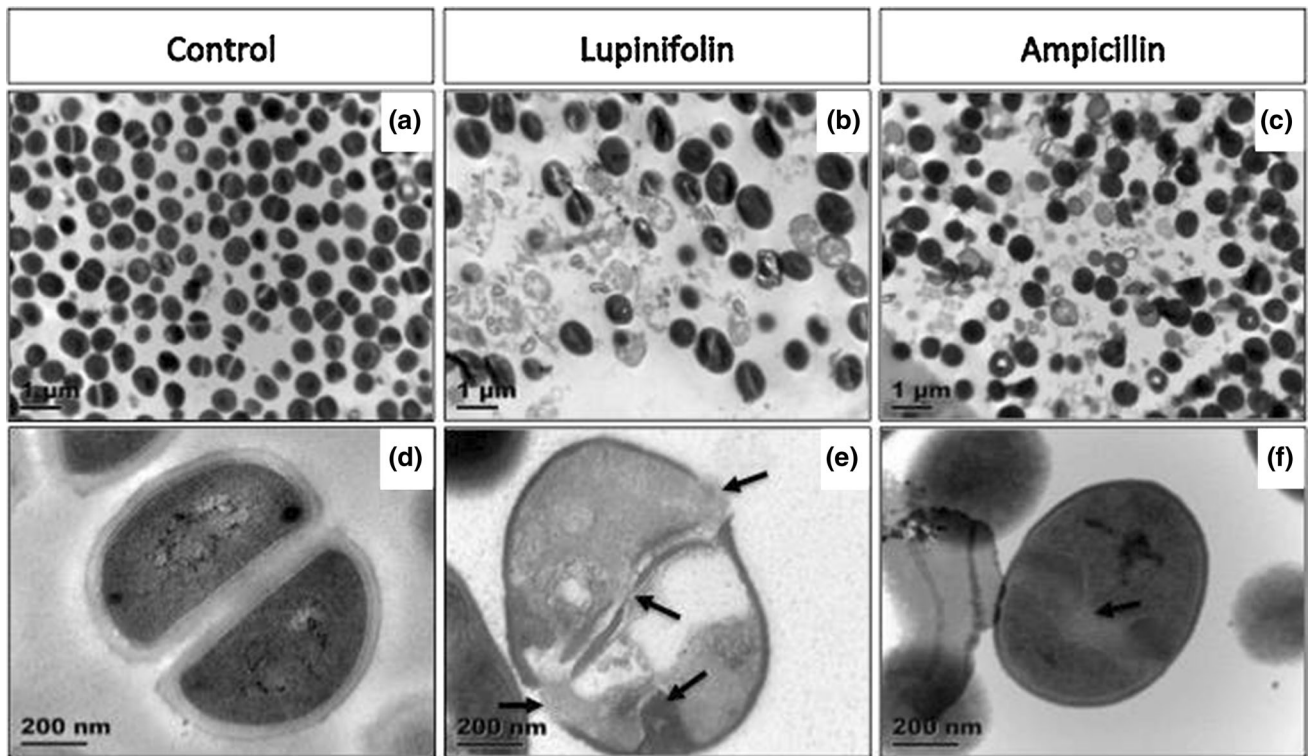 Control
Lupinifolin
Ampicillin
(a)
(b)
(c)
1 μm
1 μm
1 μm
(d)
(e)
(f)
200 nm
200 nm
200 nm